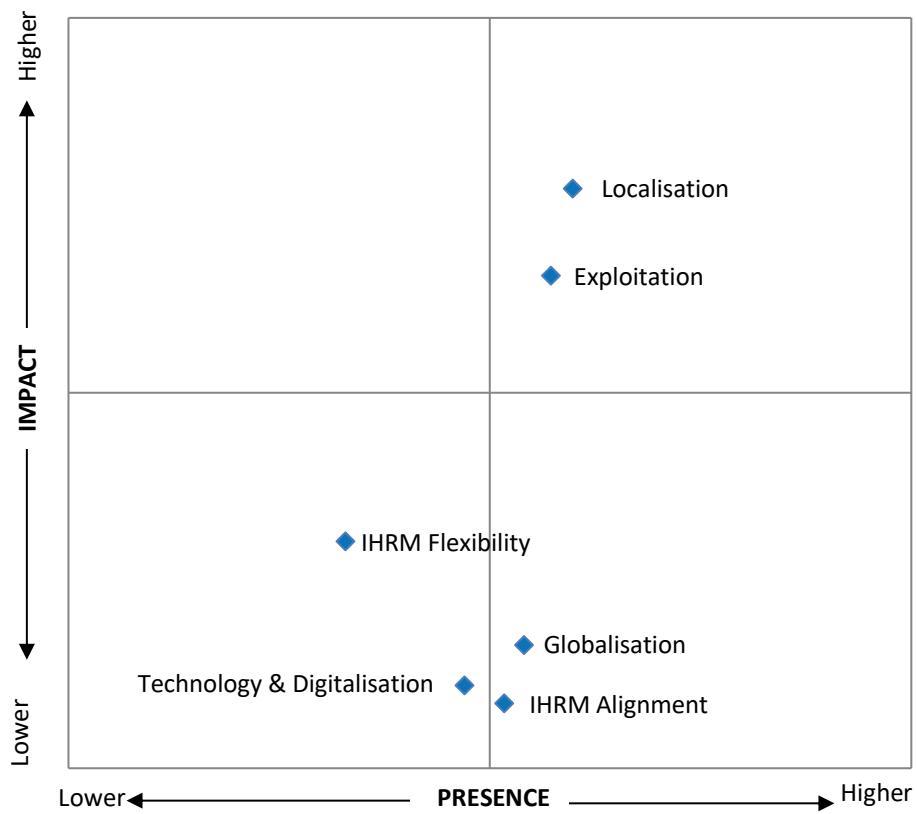 Higher
Localisation
Exploitation
IMPACT
IHRM Flexibility
Globalisation
Technology & Digitalisation
IHRM Alignment
Lower
Lower
PRESENCE
Higher